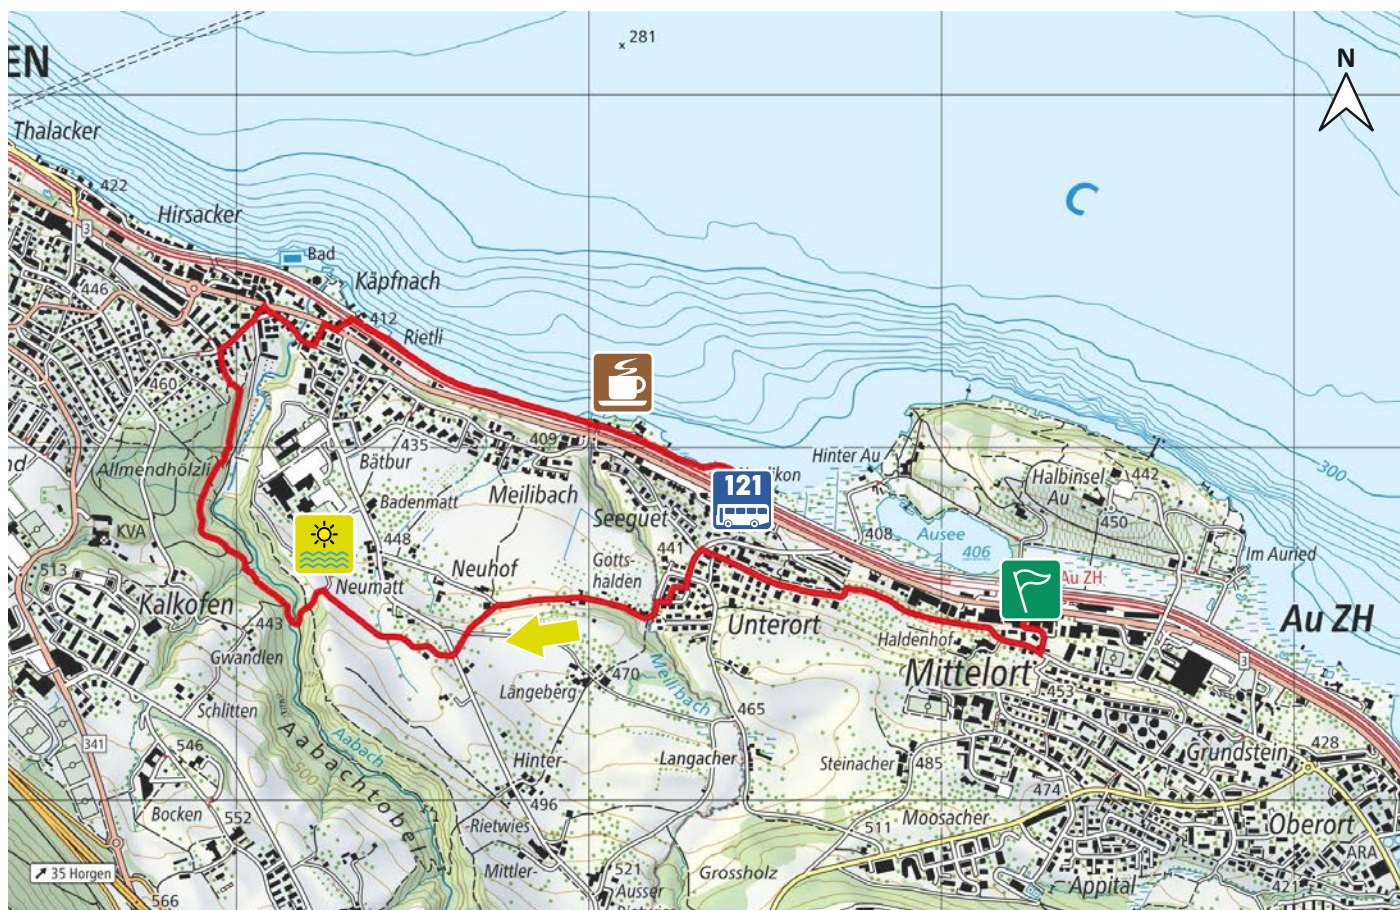 EN
281
N
Thalacker
422
Hirsacker
3
Bad
Käpfnach
446
412
Rietli
460
435
409
Allmendhölzli
Bätbur
Badenmatt
Meilibach
Seeguet
121
Hinter Au
Halbinsel
Au
442
450
300
KVA
448
Neuhof
Gotts-
halden
441
408
Ausee
406
Im Auried
Au ZH
513
Kalkofen
Neumatt
443
Gwandlen
Unterort
Haldenhof
Mittelort
Au ZH
3
Schlitten
Längeberg
470
Meilibach
465
453
341
546
Aabach
Aabachtobel
500
Hinter-
Langacher
Steinacher
485
Grundstein
428
Bocken
552
496
-Rietwies
474
Moosacher
511
Oberort
35 Horgen
566
Mittler-
521
Ausser
Grossholz
Appital
ARA
421